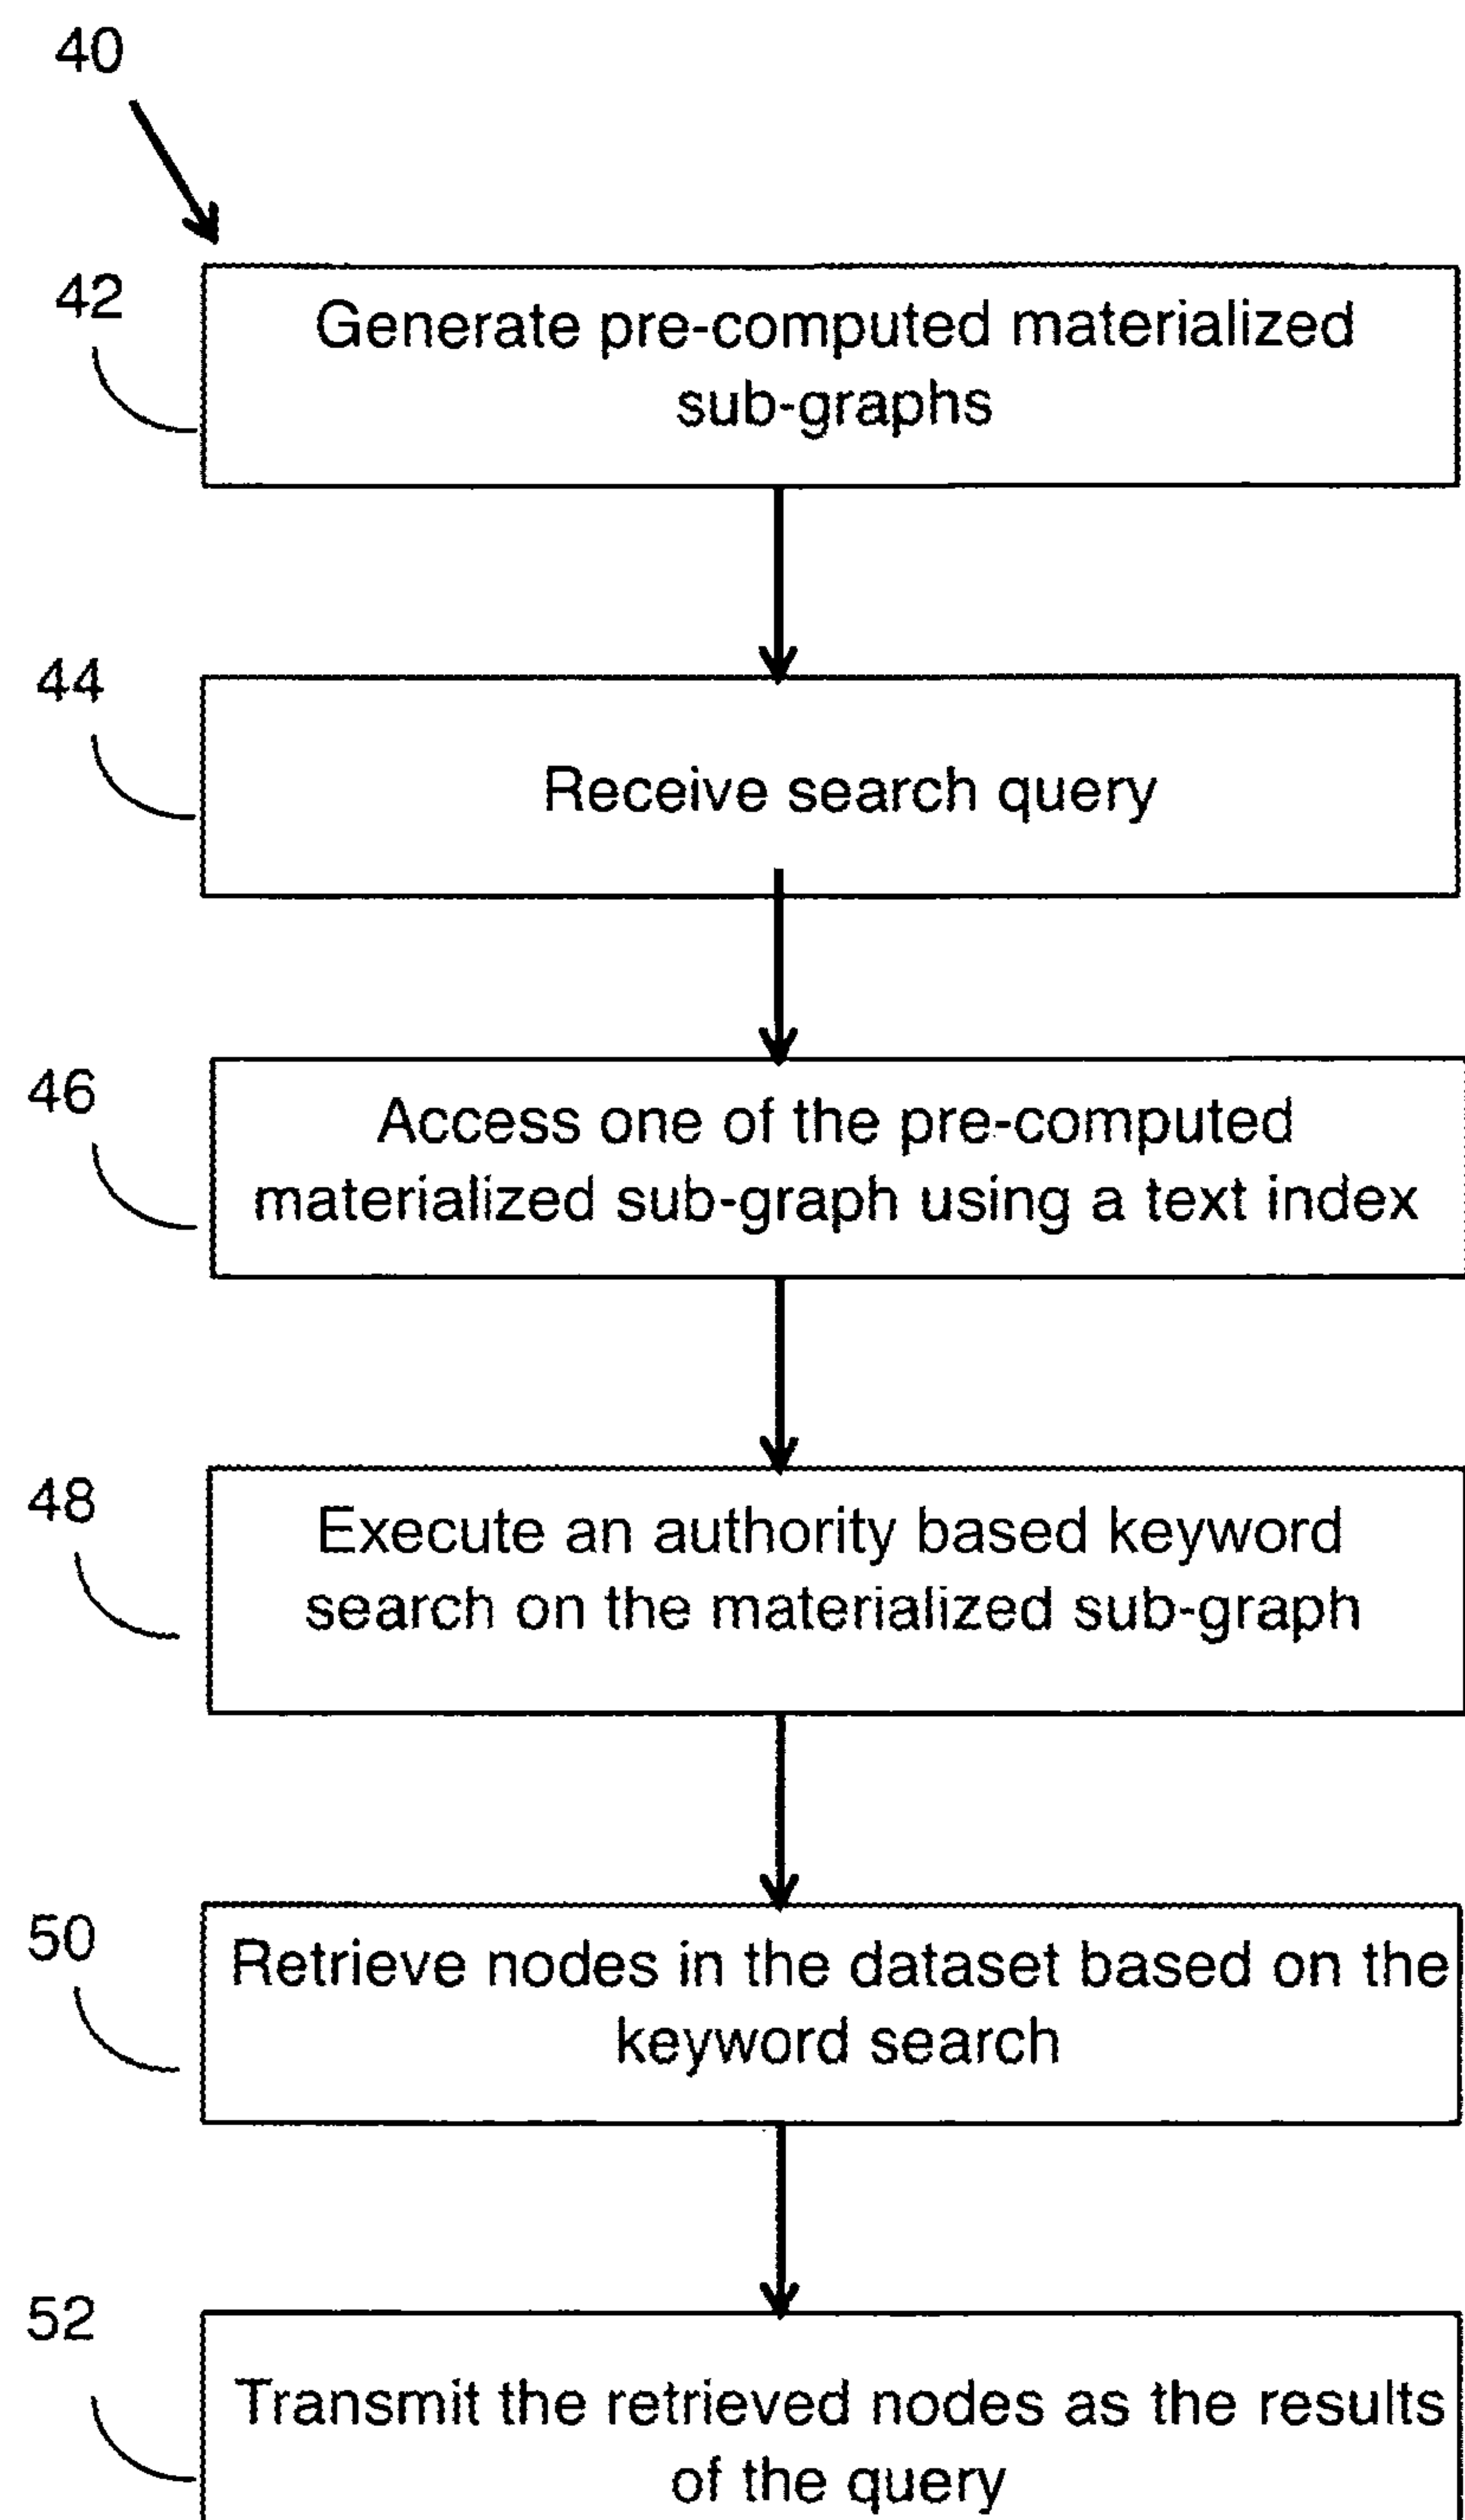 40
42
Generate pre-computed materialized
sub-graphs
44
Receive search query
46
Access one of the pre-computed
materialized sub-graph using a text index
48
Execute an authority based keyword
search on the materialized sub-graph
50
Retrieve nodes in the dataset based on the
keyword search
52
Transmit the retrieved nodes as the results
of the query